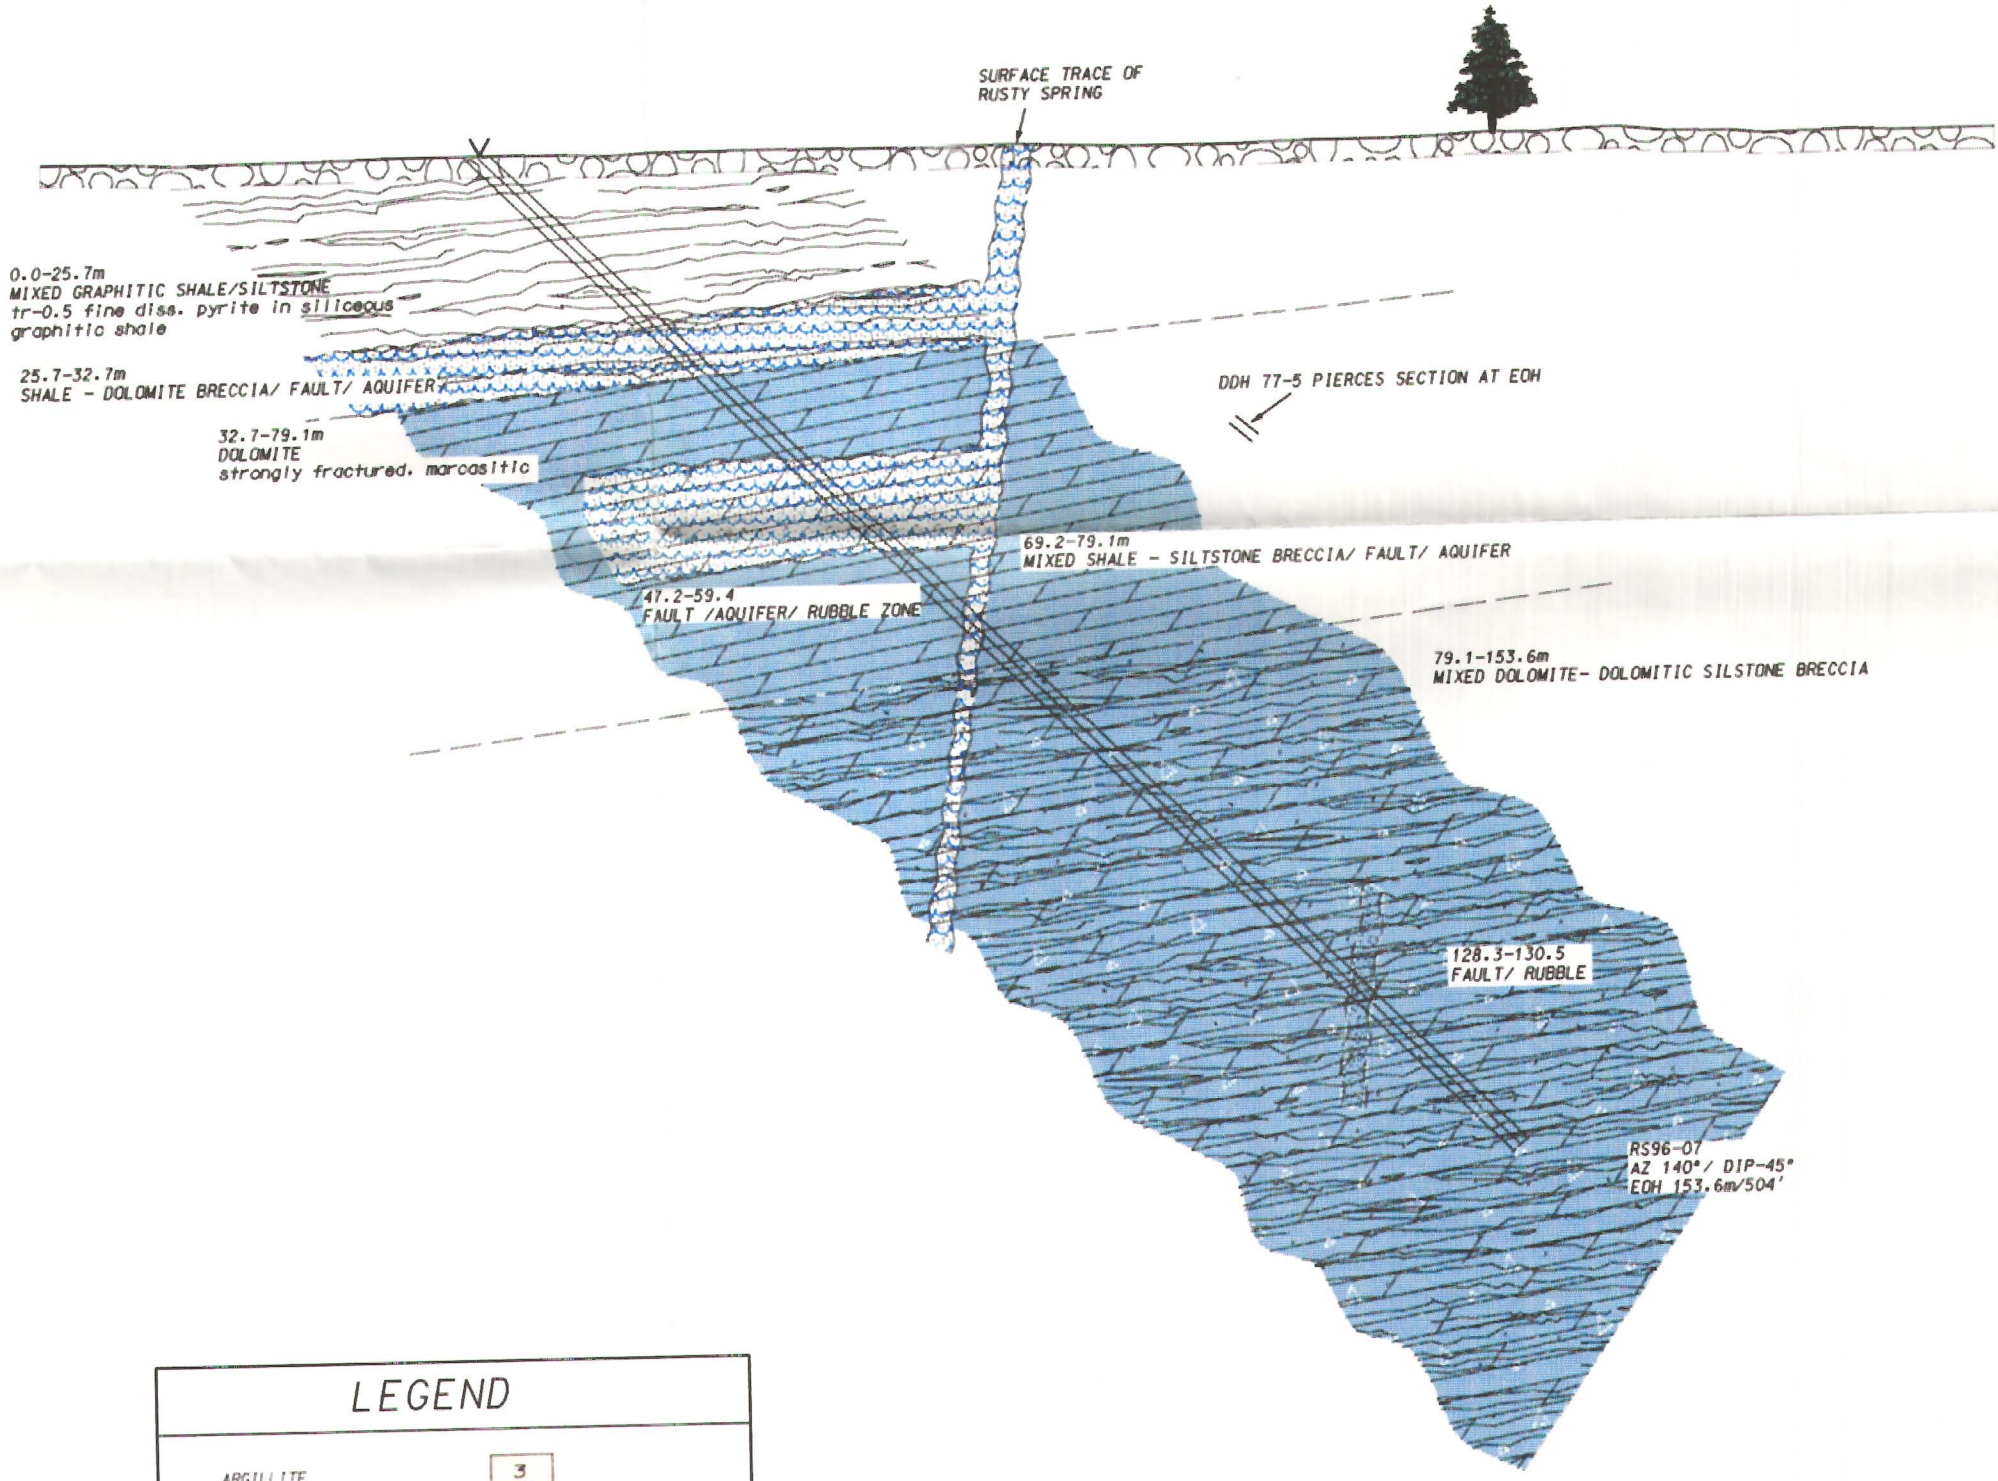 SURFACE TRACE OF
RUSTY SPRING
0.0-25.7m
MIXED GRAPHITIC SHALE/SILTSTONE
tr-0.5 fine diss. pyrite in siliceous
graphitic shale
25.7-32.7m
SHALE - DOLOMITE BRECCIA/ FAULT/ AQUIFER
DDH 77-5 PIERCES SECTION AT EOH
32.7-79.1m
DOLOMITE
strongly fractured, marcasitic
69.2-79.1m
MIXED SHALE - SILTSTONE BRECCIA/ FAULT/ AQUIFER
47.2-59.4
FAULT /AQUIFER/ RUBBLE ZONE
79.1-153.6m
MIXED DOLOMITE- DOLOMITIC SILSTONE BRECCIA
128.3-130.5
FAULT/ RUBBLE
RS96-07
AZ 140°/ DIP-45°
EOH 153.6m/504'
LEGEND
ARGILLITE 3